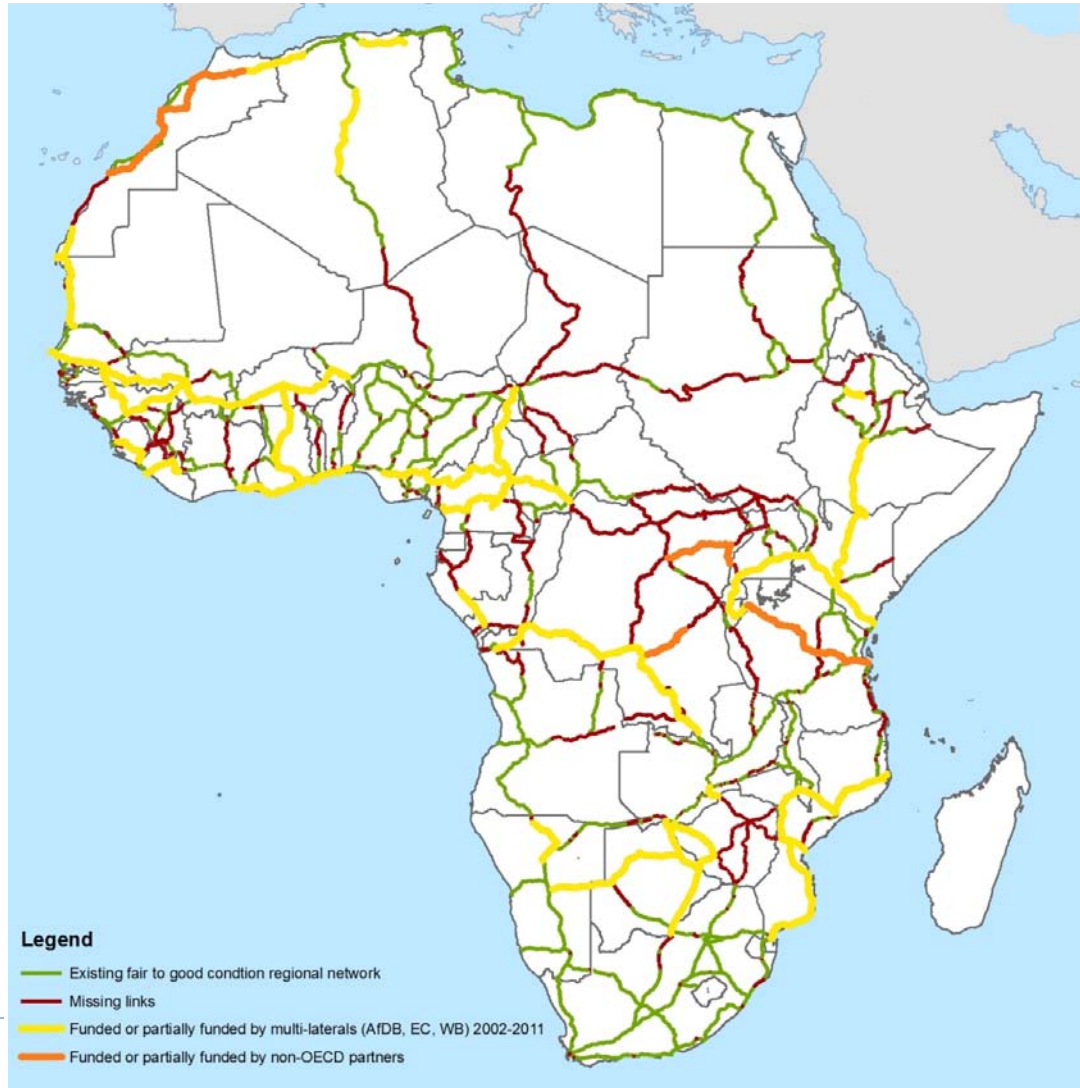 Legend
Existing fair to good condtion regional network
Missing links
Funded or partially funded by multi-laterals (AfDB, EC, WB) 2002-2011
Funded or partially funded by non-OECD partners